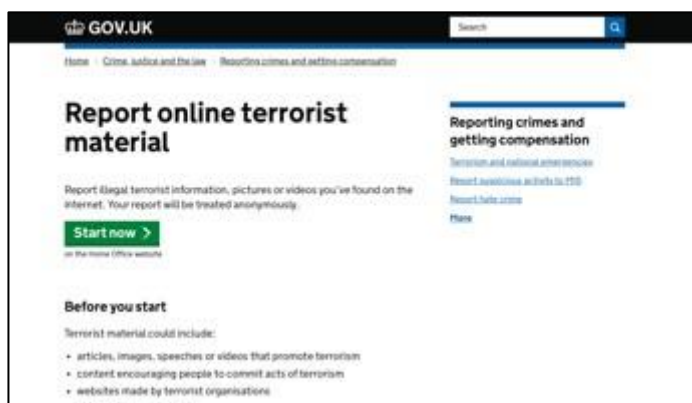 GOV.UK
Search
Home Crime, justice and the law Reporting crimes and getting compensation
Report online terrorist
material
Report illegal terrorist information, pictures or videos you've found on the
internet. Your report will be treated anonymously.
Start now
on the Home Office website
Before you start
Terrorist material could include:
• articles, images, speeches or videos that promote terrorism
• content encouraging people to commit acts of terrorism
• websites made by terrorist organisations
Reporting crimes and
getting compensation
Terrorism and national emergencies
Report suspicious activity to MI5
Report hate crime
More